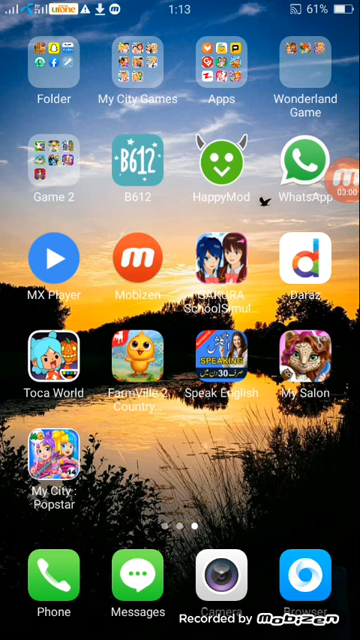 Ufone
1:13
61%
Folder
My City Games
Apps
Wonderland
Game
B612
Game 2
B612
HappyMod
WhatsApp
03:00
MX Player
Mobizen
SAKURA
SchoolSimul...
Daraz
SPEAKING
Toca World
FarmVille 2
Country...
Speak English
My Salon
My City :
Popstar
Phone
Messages
Camera
Browser
Recorded by mobizen